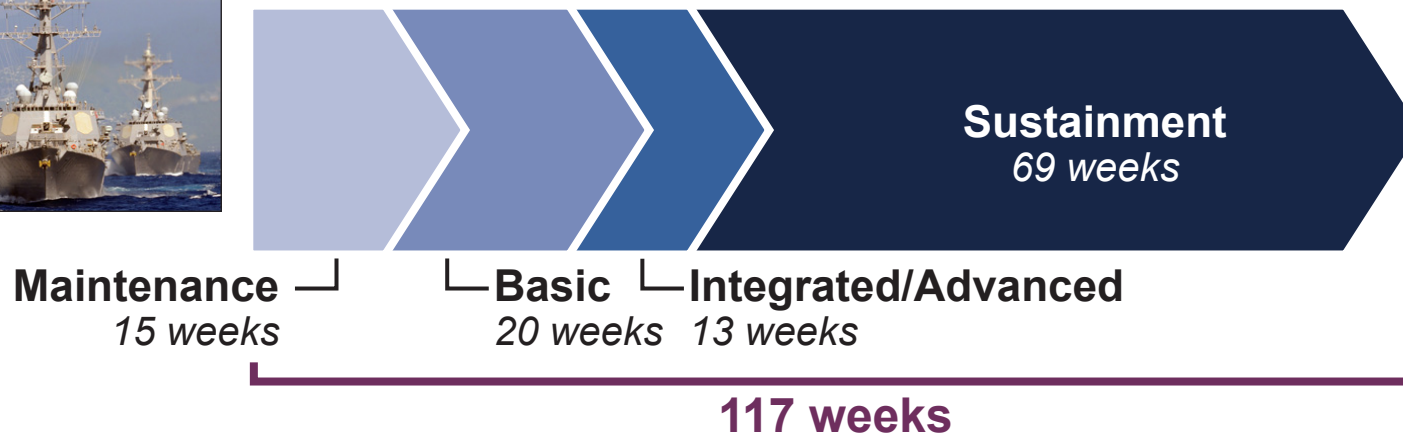 Sustainment
69 weeks
Maintenance
15 weeks
Basic
20 weeks
Integrated/Advanced
13 weeks
117 weeks